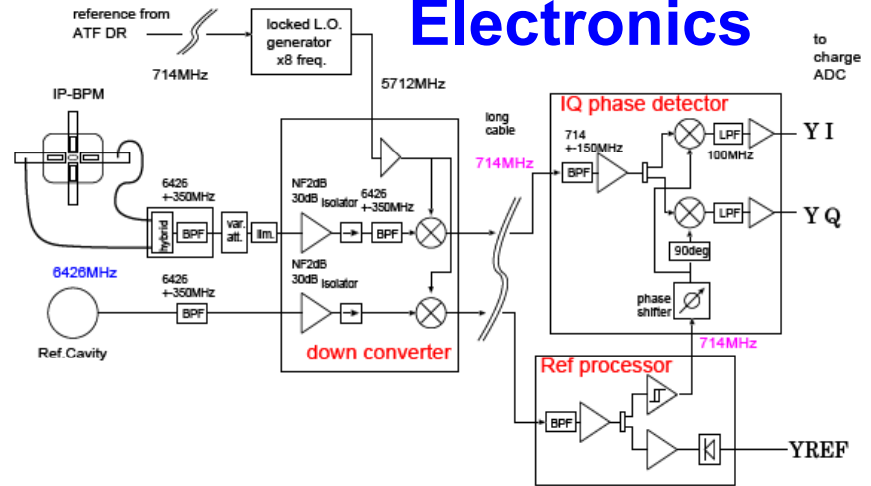 Electronics
reference from
ATF DR
714MHz
locked L.O.
generator
x8 freq.
5712MHz
to
charge
ADC
IP-BPM
long
cable
714MHz
IQ phase detector
714
+-150MHz
BPF
LPF
100MHz
Y I
LPF
Y Q
90deg
phase
shifter
714MHz
6426
+-350MHz
hybrid
BPF
var.
att.
lim.
NF2dB
30dB
Isolator
6426
+-350MHz
BPF
6426MHz
6426
+-350MHz
BPF
Ref.Cavity
NF2dB
30dB
Isolator
down converter
Ref processor
BPF
YREF